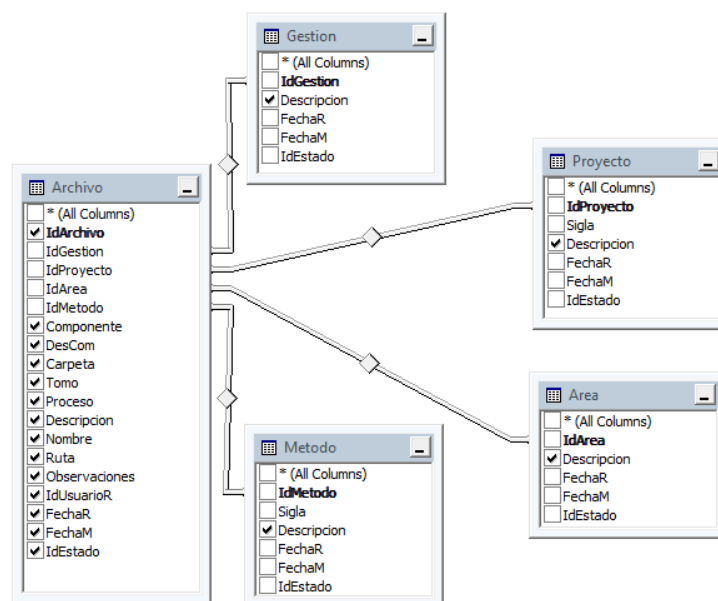 Gestion
* (All Columns)
IdGestion
Descripcion
FechaR
FechaM
IdEstado
Proyecto
* (All Columns)
IdProyecto
Sigla
Descripcion
FechaR
FechaM
IdEstado
Archivo
* (All Columns)
IdArchivo
IdGestion
IdProyecto
IdArea
IdMetodo
Componente
DesCom
Carpeta
Tomo
Proceso
Descripcion
Nombre
Ruta
Observaciones
IdUsuarioR
FechaR
FechaM
IdEstado
Area
* (All Columns)
IdArea
Descripcion
FechaR
FechaM
IdEstado
Metodo
* (All Columns)
IdMetodo
Sigla
Descripcion
FechaR
FechaM
IdEstado